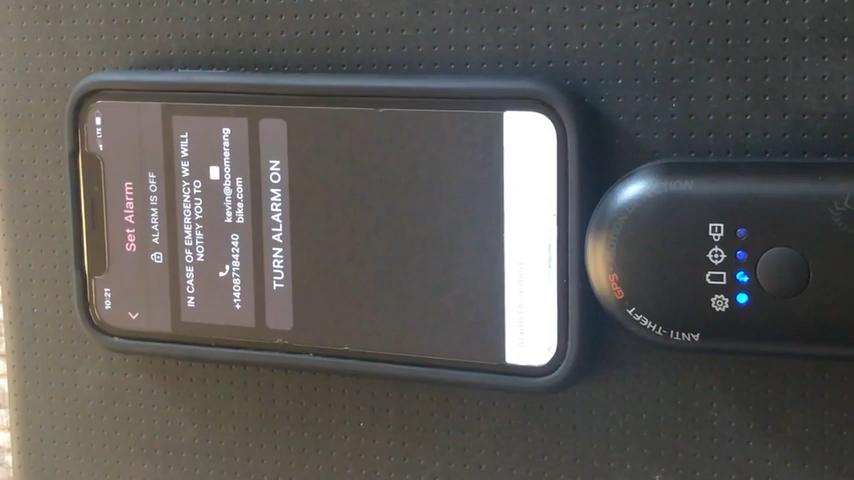 10:21
LTE
Set Alarm
ALARM IS OFF
IN CASE OF EMERGENCY WE WILL
NOTIFY YOU TO
+14087184240
kevin@boomerang
bike.com
TURN ALARM ON
ANTI-THEFT GPS